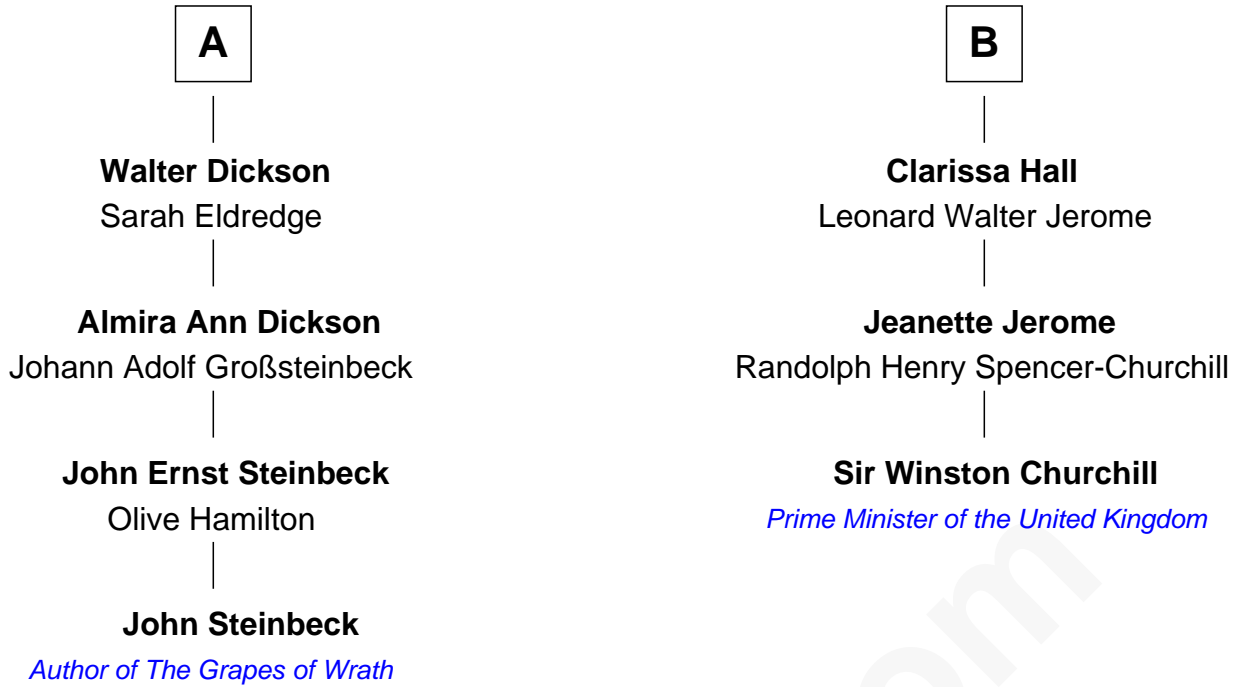 A
Walter Dickson
Sarah Eldredge
Almira Ann Dickson
Johann Adolf Großsteinbeck
John Ernst Steinbeck
Olive Hamilton
John Steinbeck
Author of The Grapes of Wrath
B
Clarissa Hall
Leonard Walter Jerome
Jeanette Jerome
Randolph Henry Spencer-Churchill
Sir Winston Churchill
Prime Minister of the United Kingdom
om